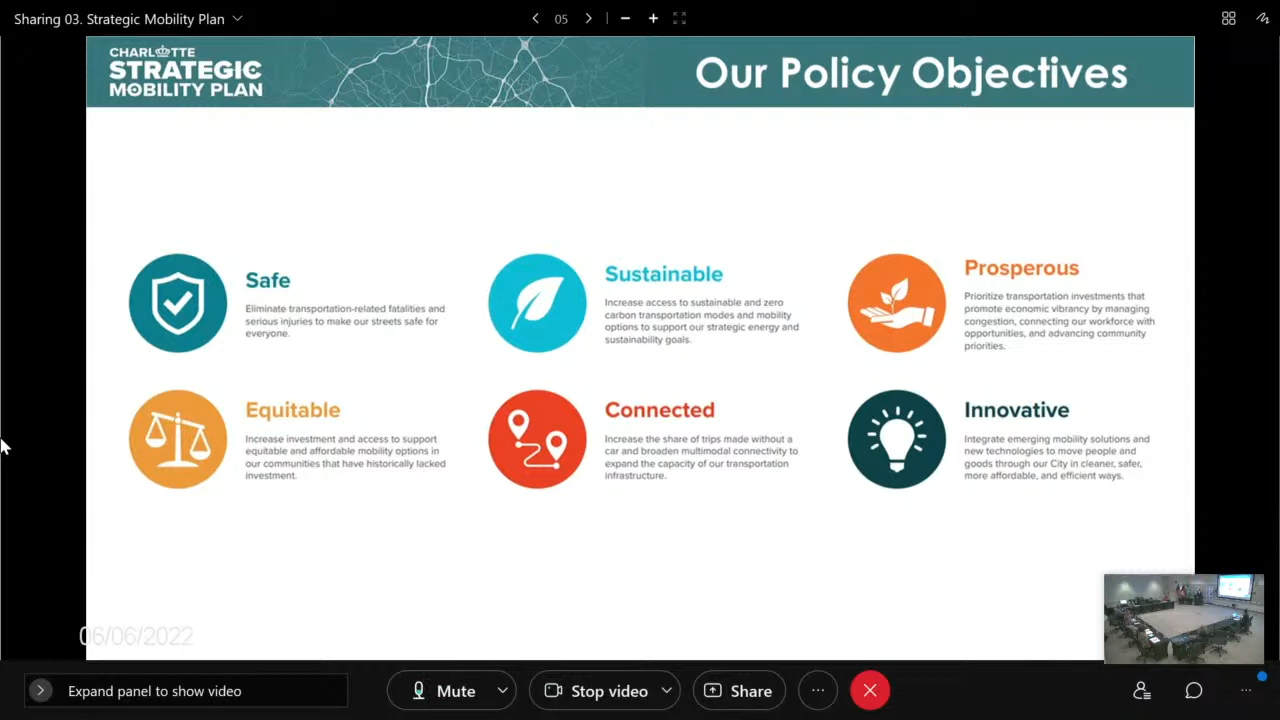 Sharing 03. Strategic Mobility Plan
05
CHARLOTTE
STRATEGIC
MOBILITY PLAN
Our Policy Objectives
Safe
Eliminate transportation-related fatalities and
serious injuries to make our streets safe for
everyone.
Sustainable
Increase access to sustainable and zero
carbon transportation modes and mobility
options to support our strategic energy and
sustainability goals.
Prosperous
Prioritize transportation investments that
promote economic vibrancy by managing
congestion, connecting our workforce with
opportunities, and advancing community
priorities.
Equitable
Increase investment and access to support
equitable and affordable mobility options in
our communities that have historically lacked
investment.
Connected
Increase the share of trips made without a
car and broaden multimodal connectivity to
expand the capacity of our transportation
infrastructure.
Innovative
Integrate emerging mobility solutions and
new technologies to move people and
goods through our City in cleaner, safer,
more affordable, and efficient ways.
06/06/2022
Expand panel to show video
Mute
Stop video
Share